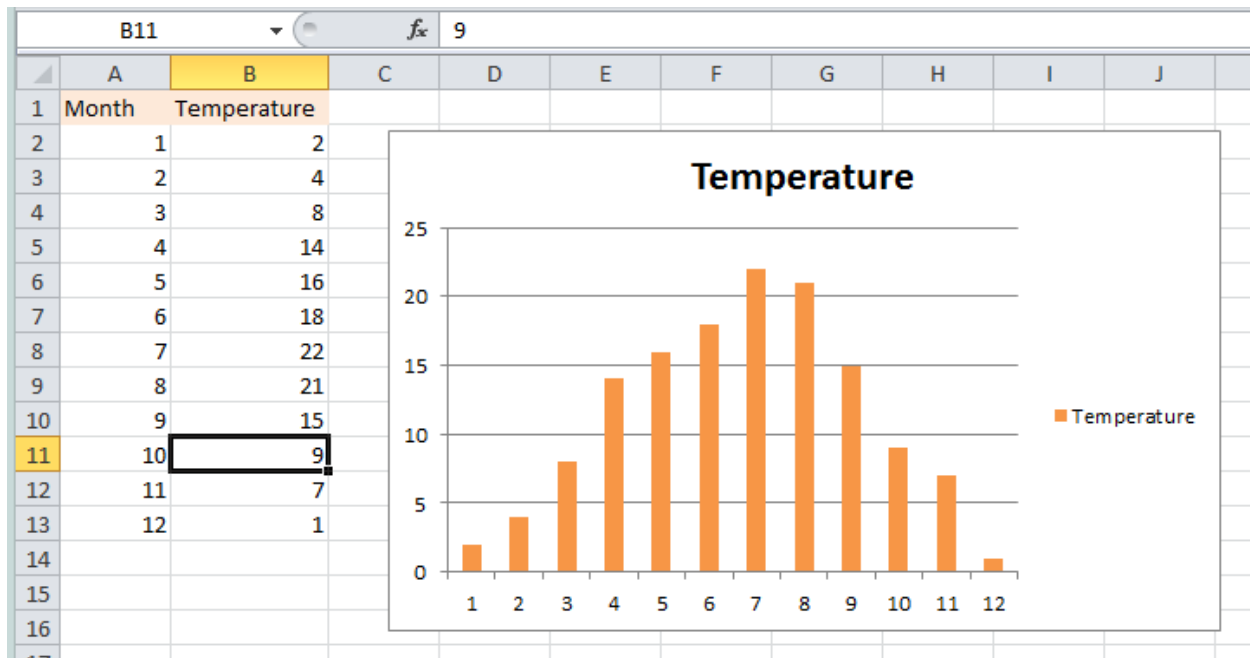 B11 fx 9
A B C D E F G H I J
1 Month Temperature
2 1 2
3 2 4
4 3 8
5 4 14
6 5 16
7 6 18
8 7 22
9 8 21
10 9 15
11 10 9
12 11 7
13 12 1
14
15
16
17
Temperature
25
20
15
10
5
0
1 2 3 4 5 6 7 8 9 10 11 12
Temperature